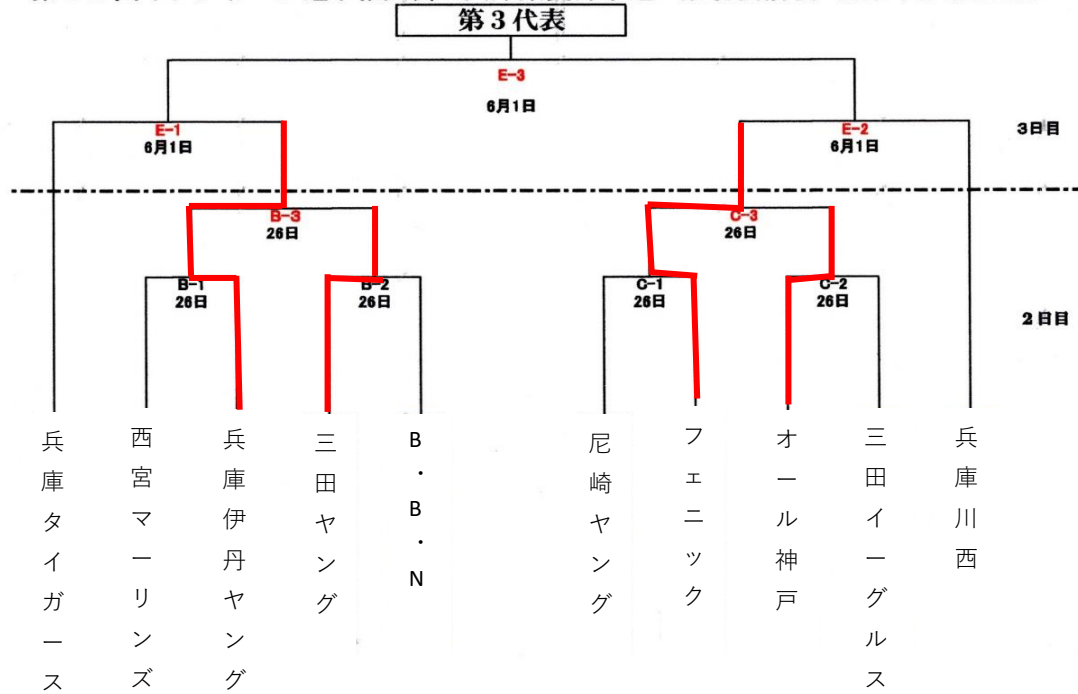 第３代表
E-3
6月1日
E-1
6月1日
E-2
6月1日
3日目
B-3
26日
C-3
26日
B-1
26日
B-2
26日
C-1
26日
C-2
26日
2日目
兵庫タイガース
西宮マーリンズ
兵庫伊丹ヤング
三田ヤング
B・B・N
尼崎ヤング
フェニック
オール神戸
三田イーグルス
兵庫川西